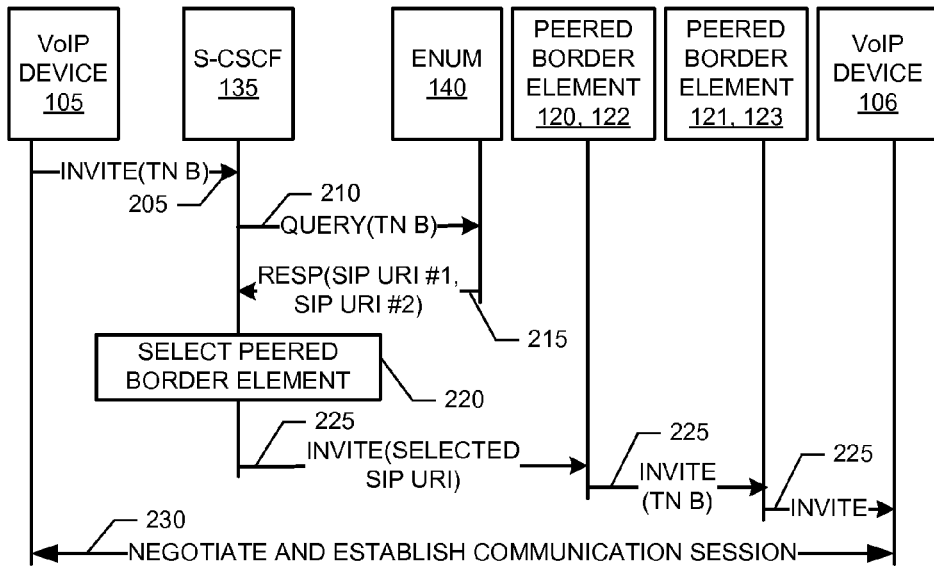 VoIP
DEVICE
105
S-CSCF
135
ENUM
140
PEERED
BORDER
ELEMENT
120, 122
PEERED
BORDER
ELEMENT
121, 123
VoIP
DEVICE
106
INVITE(TN B)
205
210
QUERY(TN B)
RESP(SIP URI #1,
SIP URI #2)
215
SELECT PEERED
BORDER ELEMENT
220
225
INVITE(SELECTED
SIP URI)
225
INVITE
(TN B)
225
INVITE
230
NEGOTIATE AND ESTABLISH COMMUNICATION SESSION